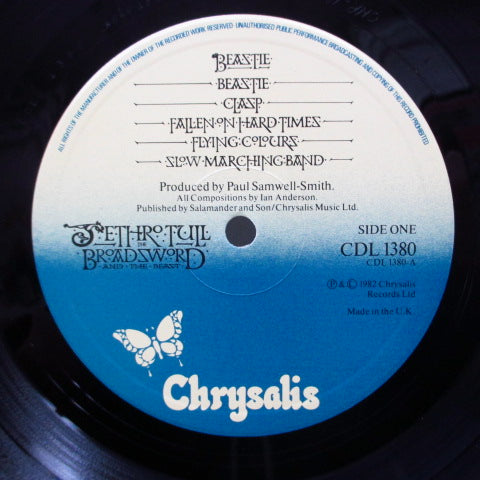 ALL RIGHTS OF THE MANUFACTURER AND OF THE OWNER OF THE RECORDED WORK RESERVED · UNAUTHORISED PUBLIC PERFORMANCE BROADCASTING AND COPYING OF THIS RECORD PROHIBITED
BEASTIE
BEASTIE
CLASP
FALLEN·ON·HARD·TIMES
FLYING·COLOURS
SLOW·MARCHING·BAND
Produced by Paul Samwell-Smith.
All Compositions by Ian Anderson.
Published by Salamander and Son/Chrysalis Music Ltd.
JETHRO·TULL
THE
BROADSWORD
AND·THE·BEAST
SIDE ONE
CDL 1380
CDL 1380-A
Ⓟ & © 1982 Chrysalis
Records Ltd
Made in the U.K
Chrysalis